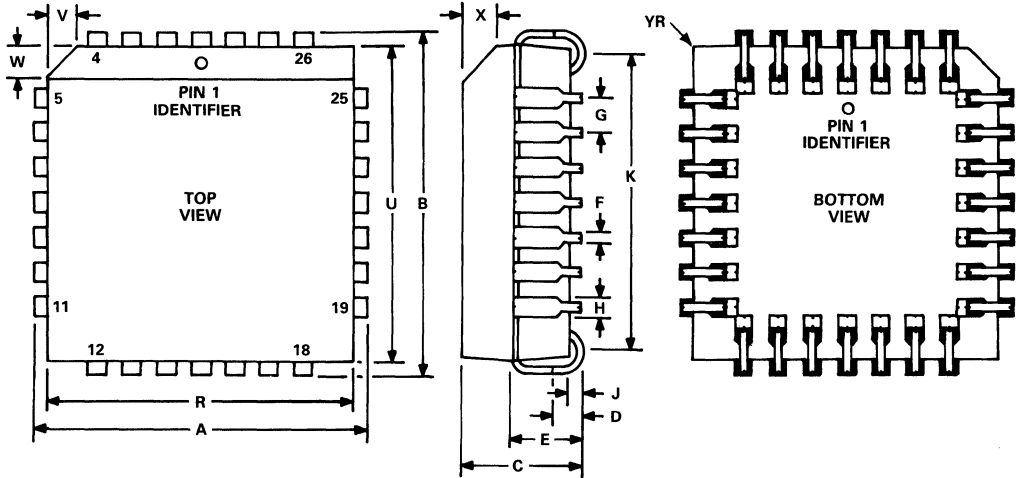 V
W
4
26
PIN 1
IDENTIFIER
5
25
TOP
VIEW
U
B
11
19
12
18
R
A
X
G
K
F
H
J
D
E
C
YR
PIN 1
IDENTIFIER
BOTTOM
VIEW